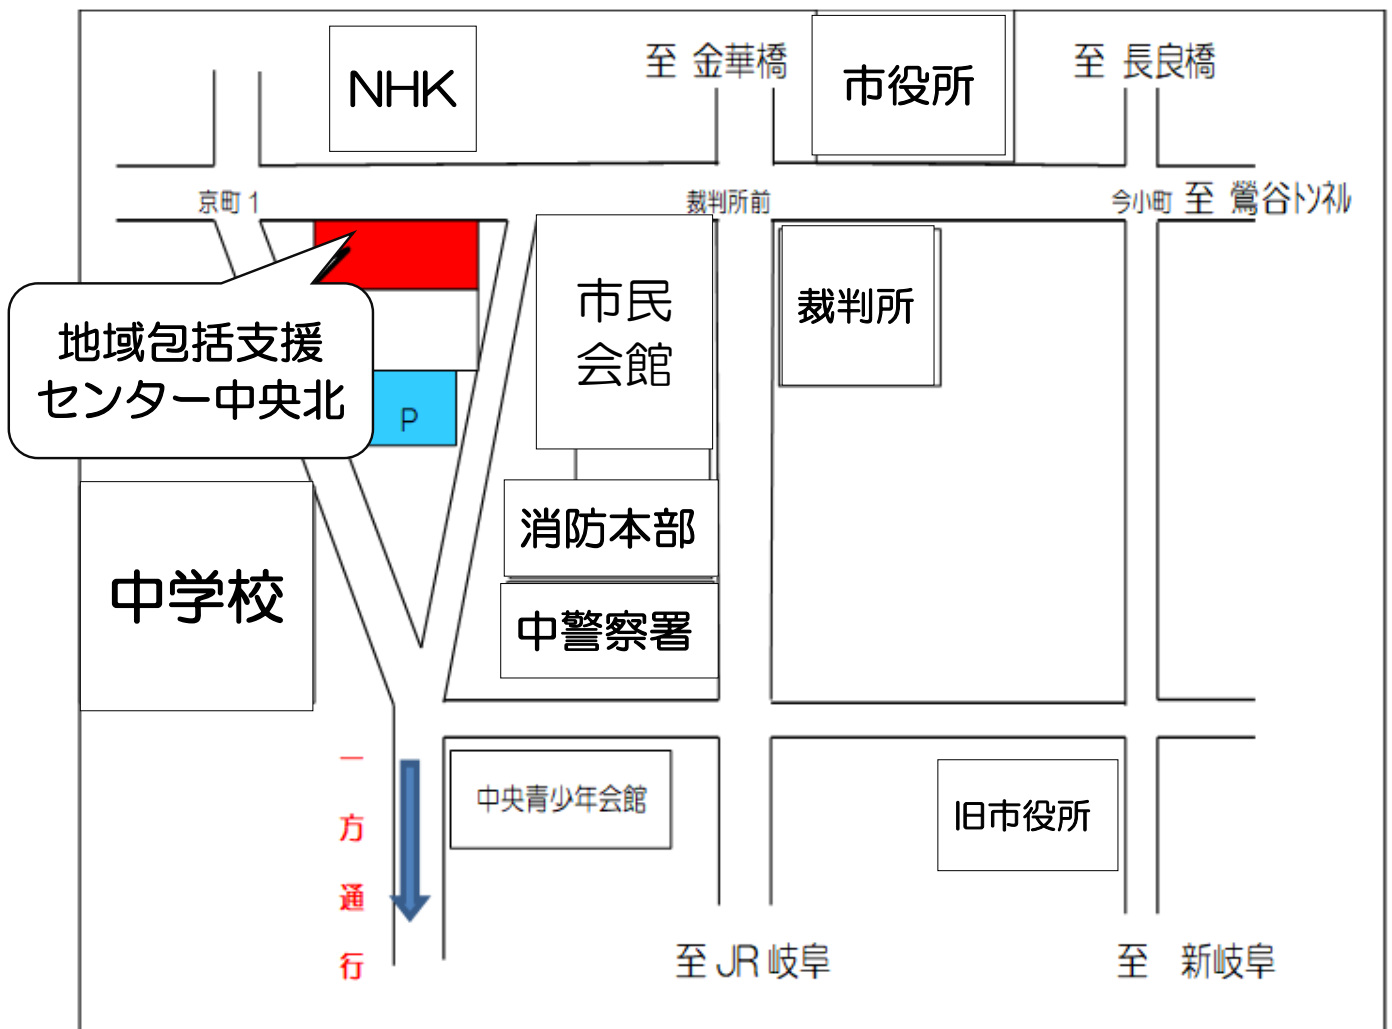 NHK
至 金華橋
市役所
至 長良橋
京町1
裁判所前
今小町
至 鶯谷トンネル
市民
会館
裁判所
地域包括支援
センター中央北
P
消防本部
中警察署
中学校
一方通行
中央青少年会館
旧市役所
至 JR岐阜
至 新岐阜